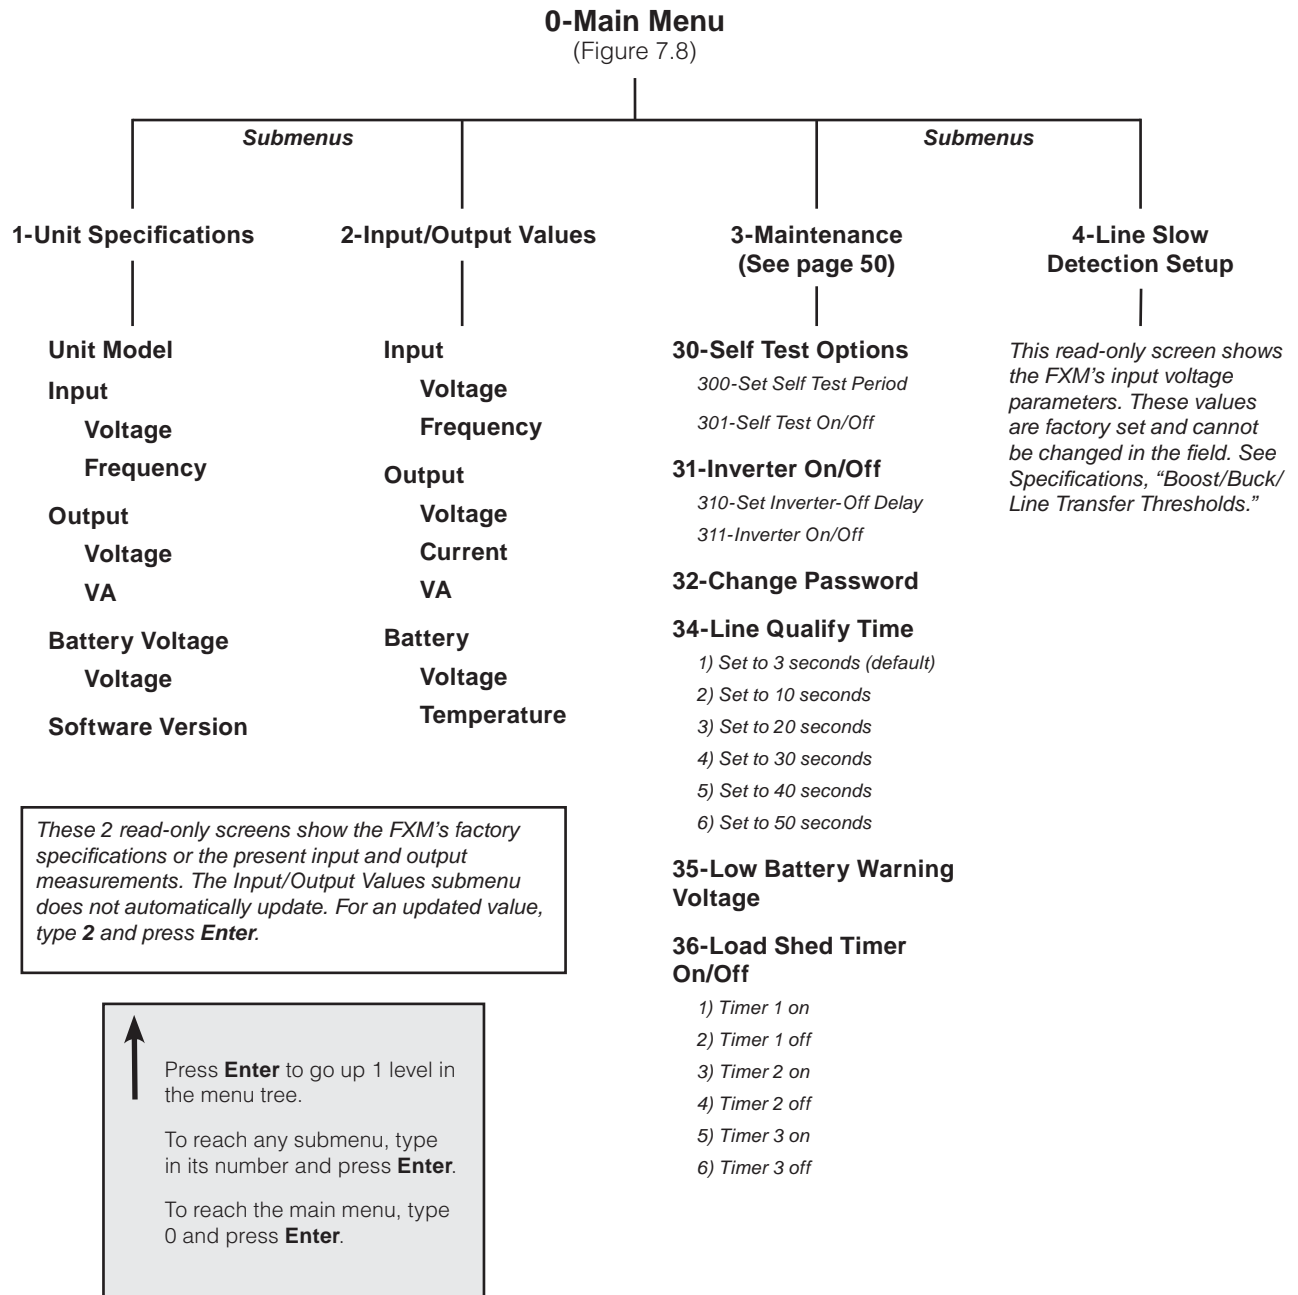 0-Main Menu
(Figure 7.8)
Submenus
Submenus
1-Unit Specifications
2-Input/Output Values
3-Maintenance
(See page 50)
4-Line Slow
Detection Setup
Unit Model
Input
Voltage
Frequency
Output
Voltage
VA
Battery Voltage
Voltage
Software Version
Input
Voltage
Frequency
Output
Voltage
Current
VA
Battery
Voltage
Temperature
30-Self Test Options
300-Set Self Test Period
301-Self Test On/Off
31-Inverter On/Off
310-Set Inverter-Off Delay
311-Inverter On/Off
32-Change Password
34-Line Qualify Time
1) Set to 3 seconds (default)
2) Set to 10 seconds
3) Set to 20 seconds
4) Set to 30 seconds
5) Set to 40 seconds
6) Set to 50 seconds
35-Low Battery Warning
Voltage
36-Load Shed Timer
On/Off
1) Timer 1 on
2) Timer 1 off
3) Timer 2 on
4) Timer 2 off
5) Timer 3 on
6) Timer 3 off
This read-only screen shows
the FXM's input voltage
parameters. These values
are factory set and cannot
be changed in the field. See
Specifications, “Boost/Buck/
Line Transfer Thresholds.”
These 2 read-only screens show the FXM's factory
specifications or the present input and output
measurements. The Input/Output Values submenu
does not automatically update. For an updated value,
type 2 and press Enter.
Press Enter to go up 1 level in
the menu tree.
To reach any submenu, type
in its number and press Enter.
To reach the main menu, type
0 and press Enter.